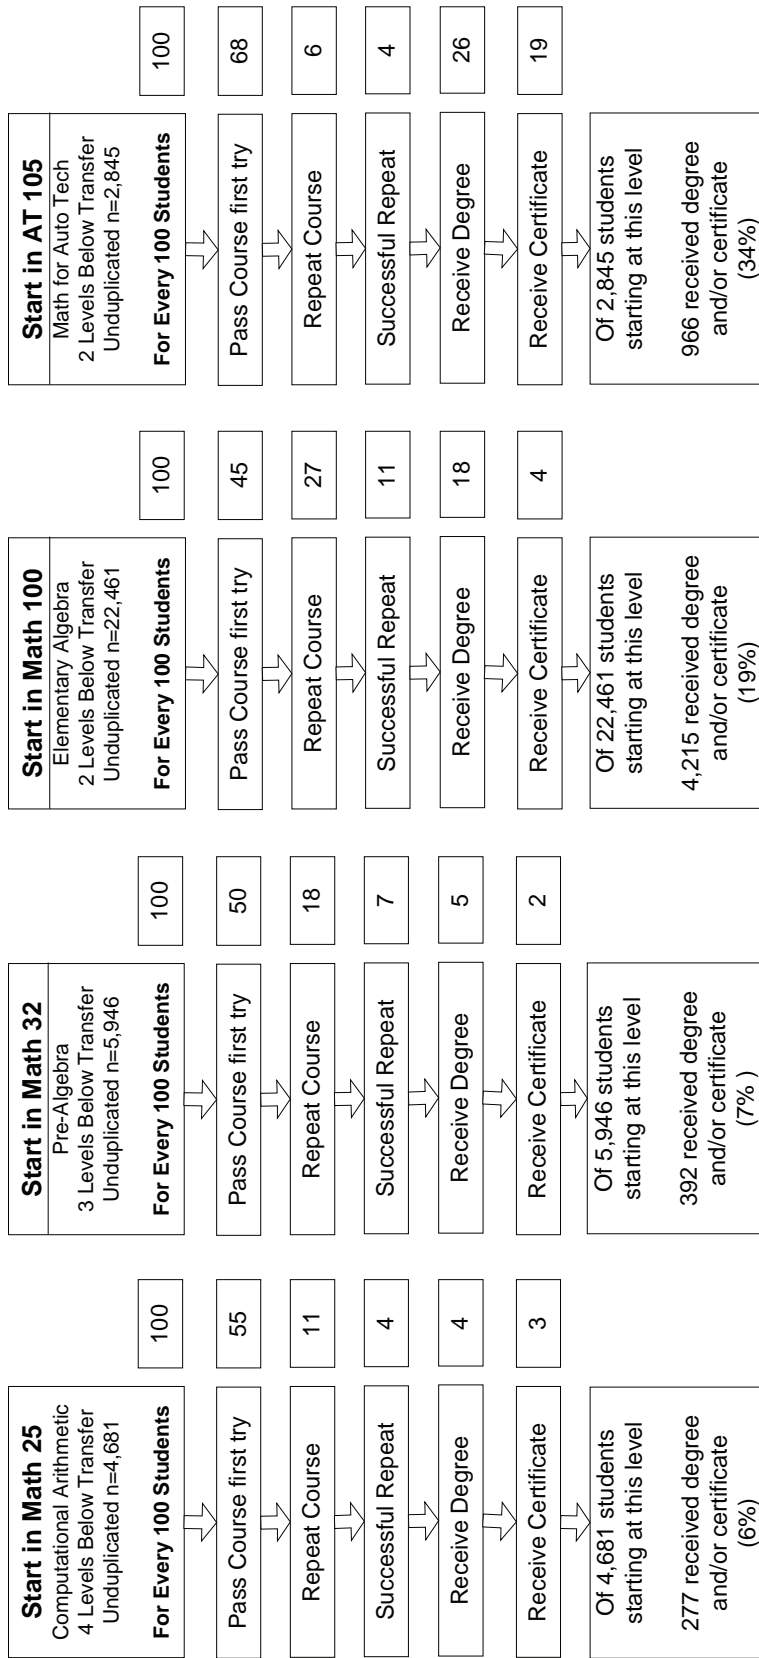 Start in Math 25
Computational Arithmetic
4 Levels Below Transfer
Unduplicated n=4,681
For Every 100 Students
100
Pass Course first try
55
Repeat Course
11
Successful Repeat
4
Receive Degree
4
Receive Certificate
3
Of 4,681 students
starting at this level
277 received degree
and/or certificate
(6%)
Start in Math 32
Pre-Algebra
3 Levels Below Transfer
Unduplicated n=5,946
For Every 100 Students
100
Pass Course first try
50
Repeat Course
18
Successful Repeat
7
Receive Degree
5
Receive Certificate
2
Of 5,946 students
starting at this level
392 received degree
and/or certificate
(7% )
Start in Math 100
Elementary Algebra
2 Levels Below Transfer
Unduplicated n=22,461
For Every 100 Students
100
Pass Course first try
45
Repeat Course
27
Successful Repeat
11
Receive Degree
18
Receive Certificate
4
Of 22,461 students
starting at this level
4,215 received degree
and/or certificate
(19%)
Start in AT 105
Math for Auto Tech
2 Levels Below Transfer
Unduplicated n=2,845
For Every 100 Students
100
Pass Course first try
68
Repeat Course
6
Successful Repeat
4
Receive Degree
26
Receive Certificate
19
Of 2,845 students
starting at this level
966 received degree
and/or certificate
(34%)